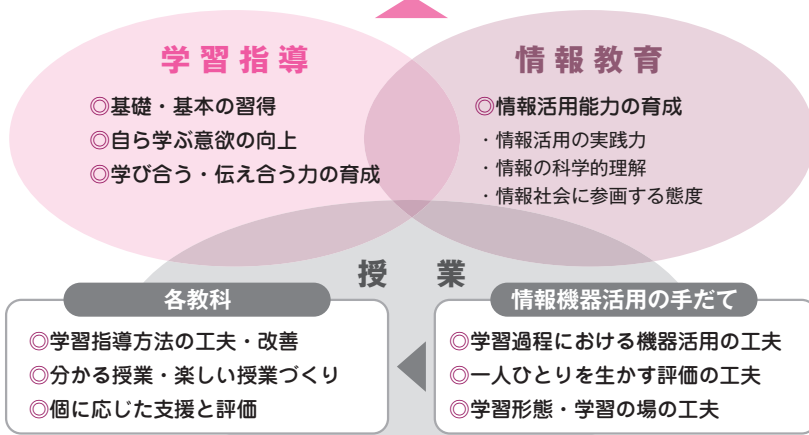 学習指導
◎基礎・基本の習得
◎自ら学ぶ意欲の向上
◎学び合う・伝え合う力の育成
情報教育
◎情報活用能力の育成
・情報活用の実践力
・情報の科学的理解
・情報社会に参画する態度
授　業
各教科
◎学習指導方法の工夫・改善
◎分かる授業・楽しい授業づくり
◎個に応じた支援と評価
情報機器活用の手だて
◎学習過程における機器活用の工夫
◎一人ひとりを生かす評価の工夫
◎学習形態・学習の場の工夫